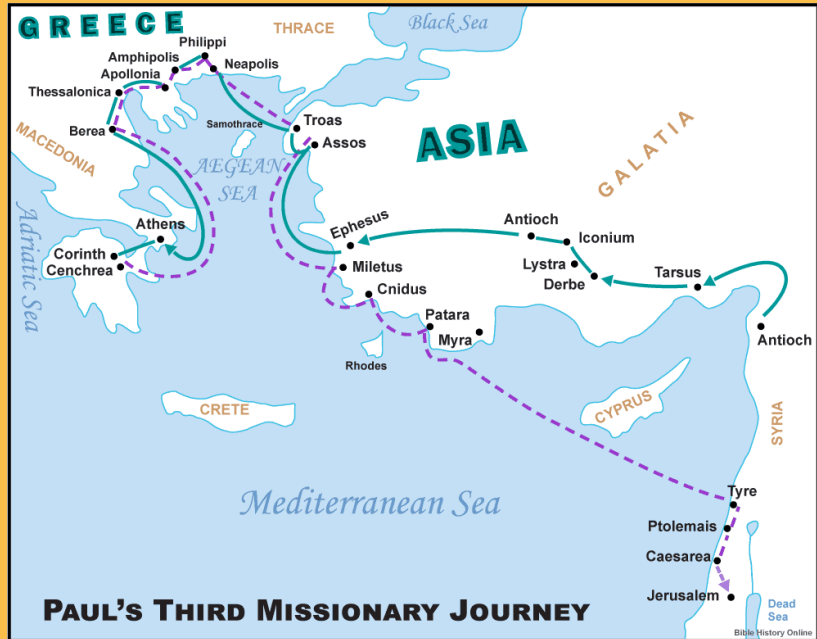 GREECE
THRACE
Black Sea
Philippi
Amphipolis
Neapolis
Apollonia
Thessalonica
Samothrace
Troas
Berea
Assos
ASIA
GALATIA
MACEDONIA
AEGEAN
SEA
Adriatic Sea
Athens
Ephesus
Antioch
Iconium
Corinth
Cenchrea
Miletus
Lystra
Derbe
Tarsus
Cnidus
Patara
Myra
Antioch
Rhodes
CRETE
CYPRUS
SYRIA
Mediterranean Sea
Tyre
Ptolemais
Caesarea
Jerusalem
Dead
Sea
PAUL'S THIRD MISSIONARY JOURNEY
Bible History Online